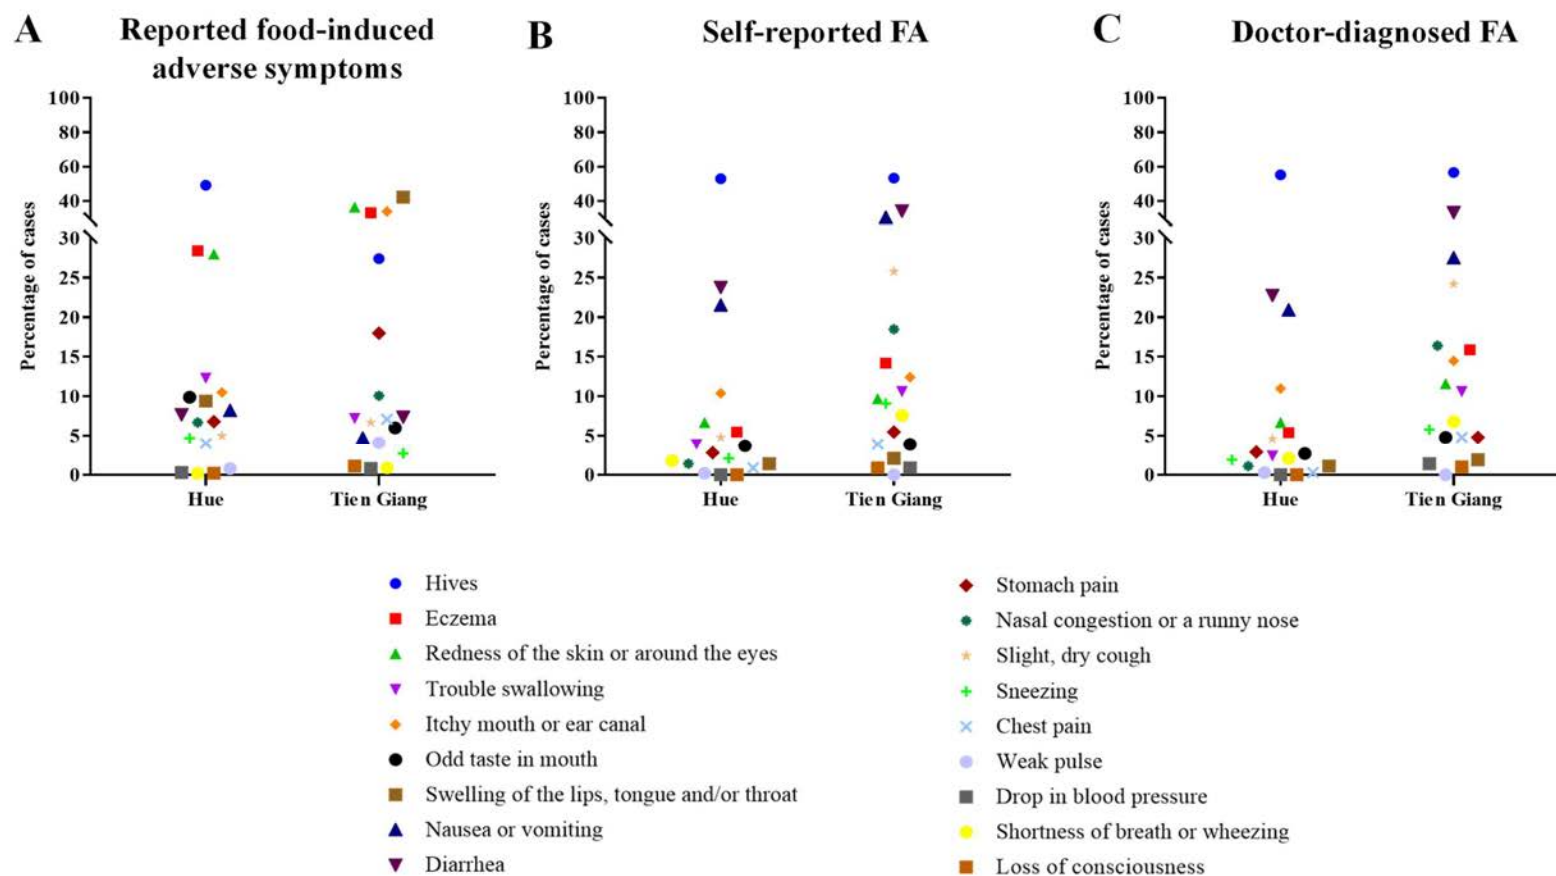 A
Reported food-induced
adverse symptoms
B
Self-reported FA
C
Doctor-diagnosed FA
Percentage of cases
100
80
60
40
30
25
20
15
10
5
0
Hue
Tien Giang
Percentage of cases
100
80
60
40
30
25
20
15
10
5
0
Hue
Tien Giang
Percentage of cases
100
80
60
40
30
25
20
15
10
5
0
Hue
Tien Giang
Hives
Eczema
Redness of the skin or around the eyes
Trouble swallowing
Itchy mouth or ear canal
Odd taste in mouth
Swelling of the lips, tongue and/or throat
Nausea or vomiting
Diarrhea
Stomach pain
Nasal congestion or a runny nose
Slight, dry cough
Sneezing
Chest pain
Weak pulse
Drop in blood pressure
Shortness of breath or wheezing
Loss of consciousness